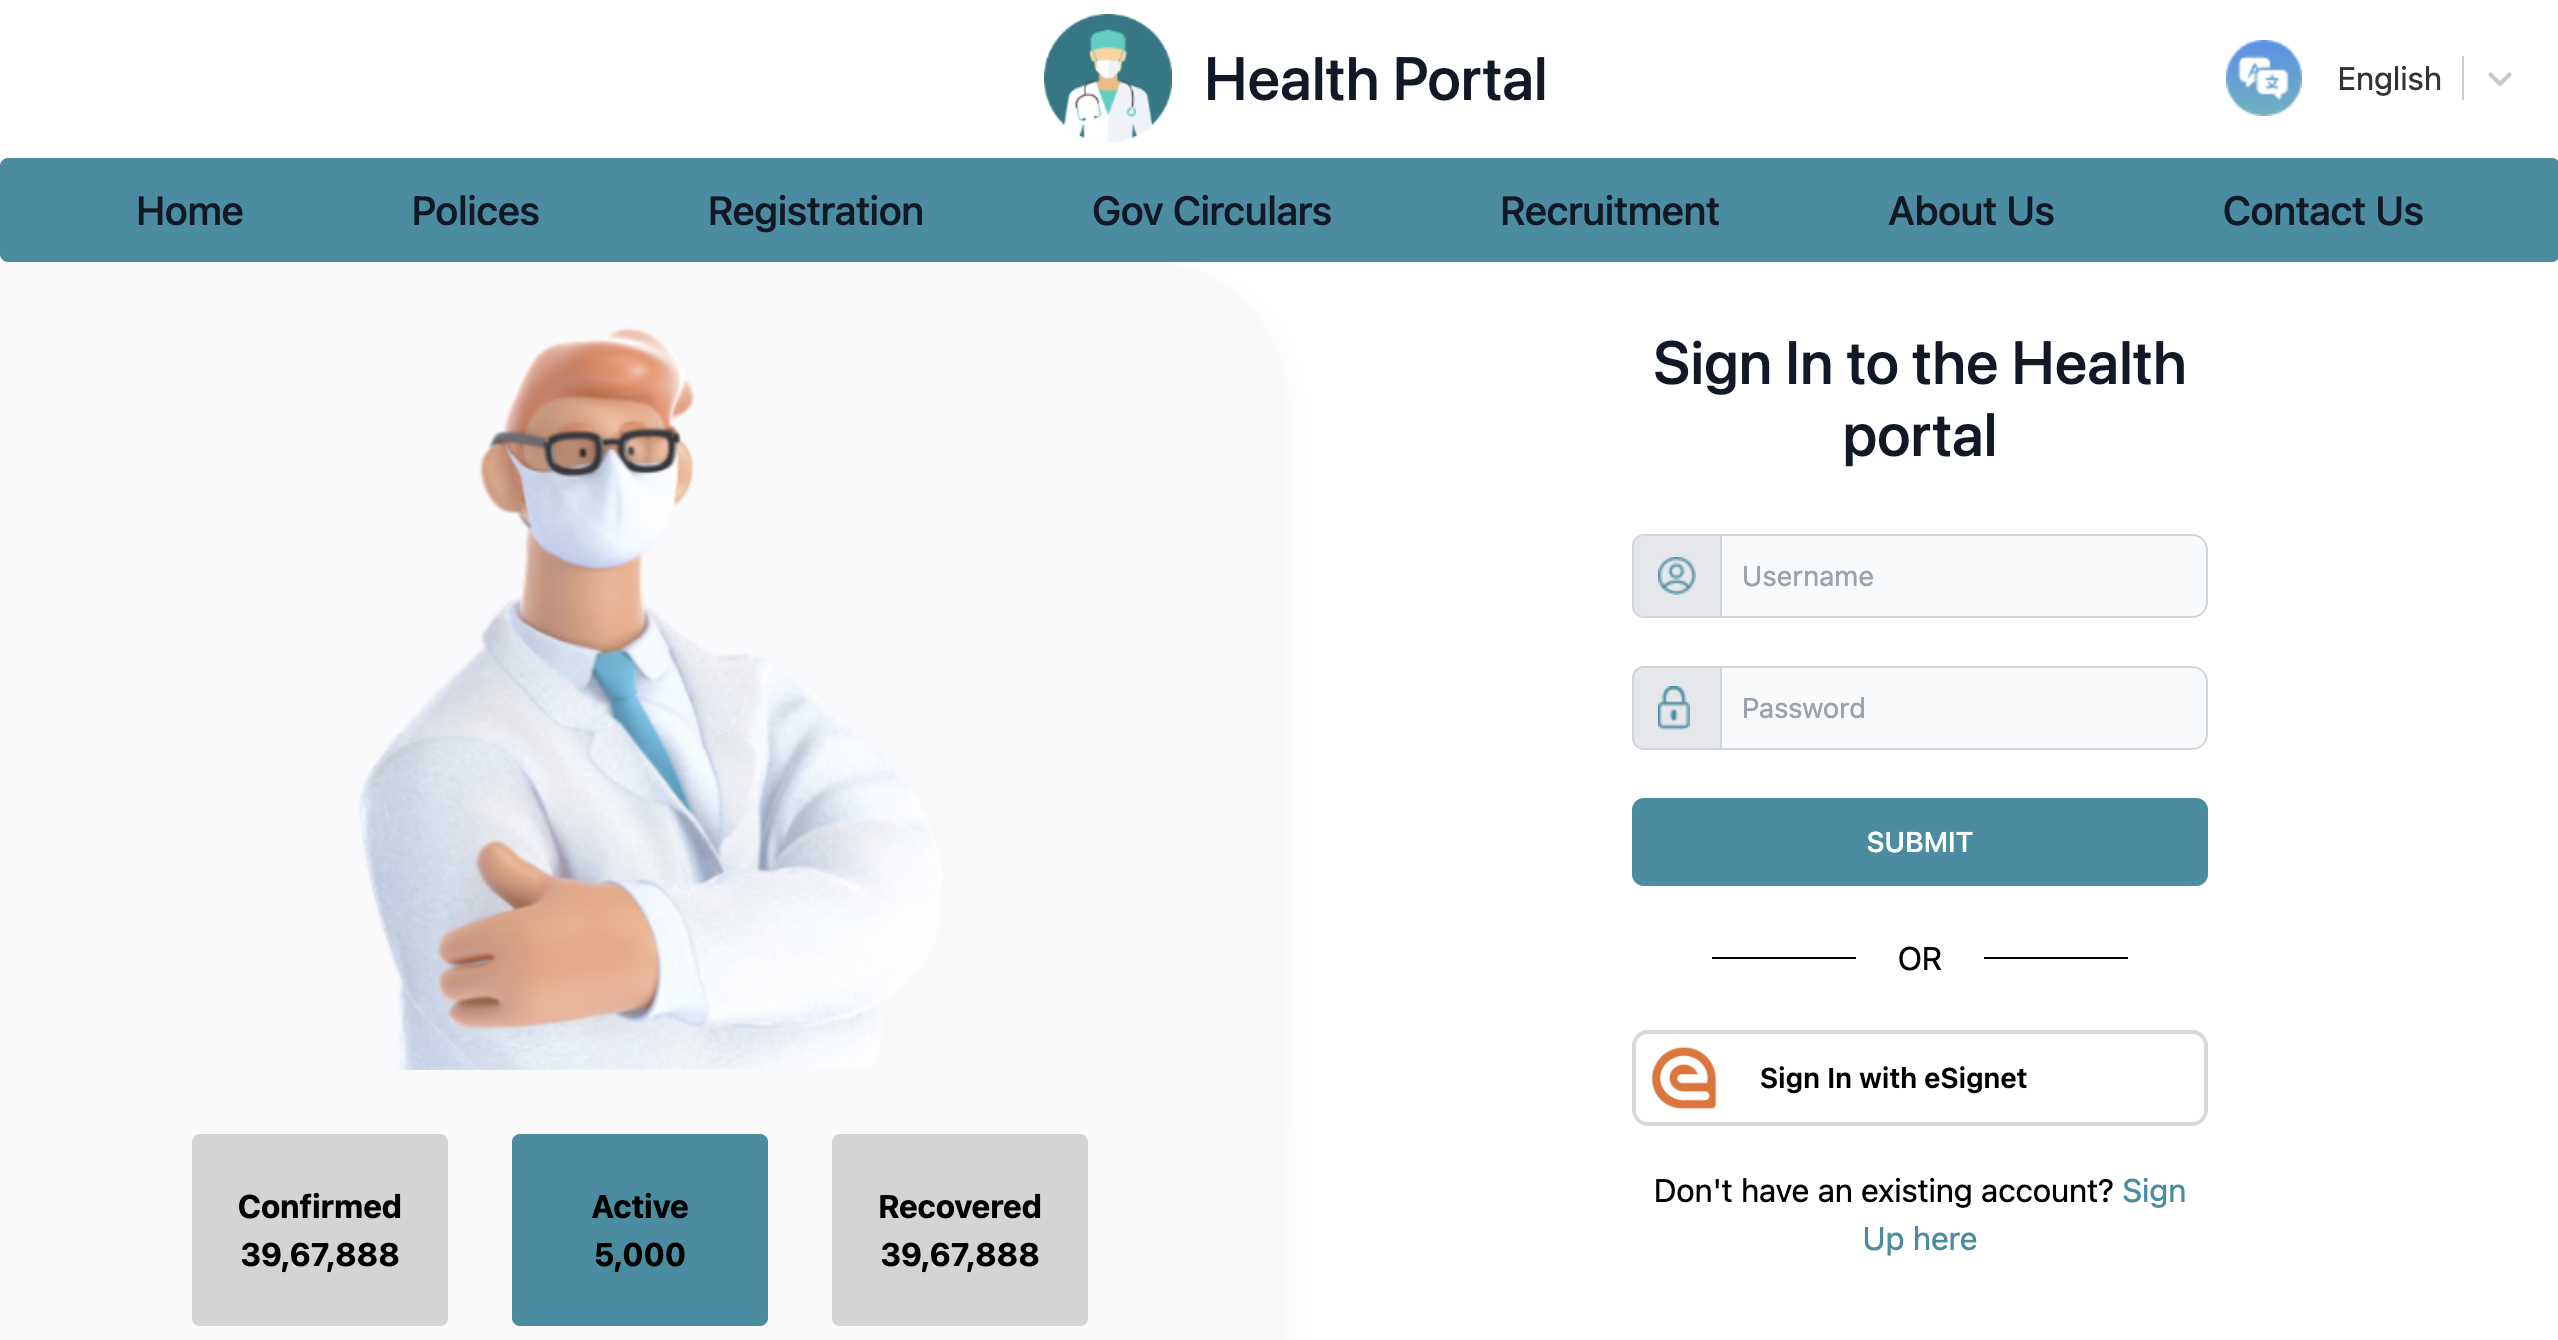 Health Portal
English
Home Polices Registration Gov Circulars Recruitment About Us Contact Us
Sign In to the Health
portal
Username
Password
SUBMIT
OR
Sign In with eSignet
Don't have an existing account? Sign
Up here
Confirmed
39,67,888
Active
5,000
Recovered
39,67,888